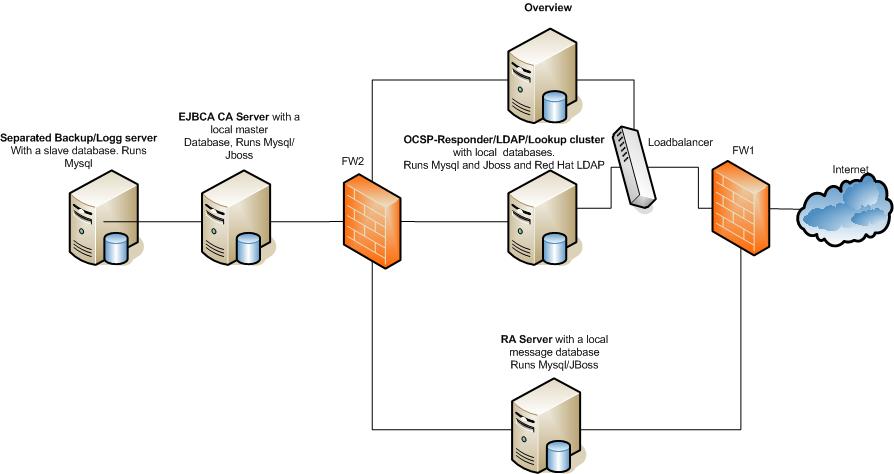 Overview
EJBCA CA Server with a
local master
Database, Runs Mysql/
Jboss
Separated Backup/Logg server
With a slave database. Runs
Mysql
FW2
OCSP-Responder/LDAP/Lookup cluster
with local databases.
Runs Mysql and Jboss and Red Hat LDAP
Loadbalancer
FW1
Internet
RA Server with a local
message database
Runs Mysql/JBoss